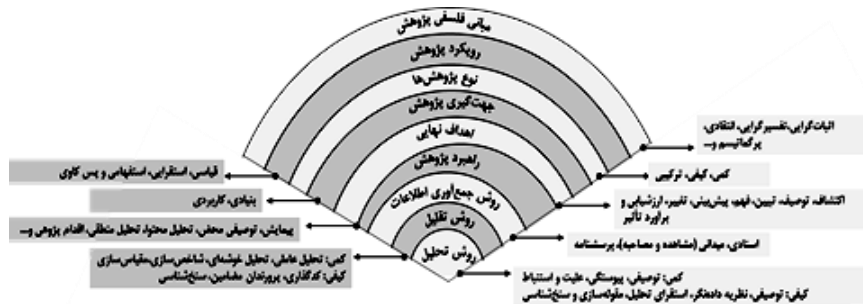 مبانی فلسفی پژوهش
رویکرد پژوهش
نوع پژوهش‌ها
جهت‌گیری پژوهش
اهداف نهایی
راهبرد پژوهش
روش جمع‌آوری اطلاعات
روش تقلیل
روش تحلیل
اثبات‌گرایی،تفسیرگرایی، انتقادی،
پرگماتیسم و...
کمی، کیفی، ترکیبی
اکتشاف، توصیف، تبیین، فهم، پیش‌بینی، تغییر، ارزشیابی و
برآورد تأثیر
اسنادی، میدانی (مشاهده و مصاحبه)، پرسشنامه
کمی: توصیفی، پیوستگی، علیت و استنباط
کیفی: توصیفی، نظریه داده‌نگر، استقرای تحلیل، مقوله‌سازی و سنخ‌شناسی
قیاسی، استقرایی، استفهامی و پس کاوی
بنیادی، کاربردی
پیمایش، توصیفی محض، تحلیل محتوا، تحلیل منطقی، اقدام پژوهی و...
کمی: تحلیل عاملی، تحلیل خوشه‌ای، شاخص‌سازی،مقیاس‌سازی
کیفی: کدگذاری، پروراندن مضامین، سنخ‌شناسی